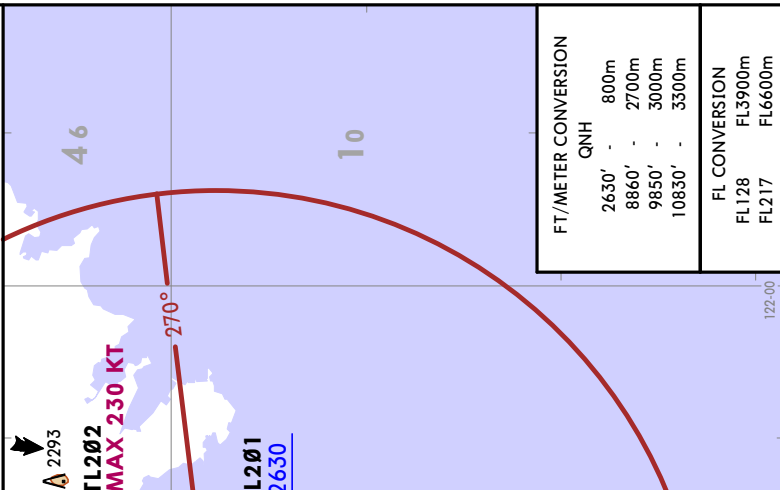 46
10
270°
2293
TL2Ø2
MAX 230 KT
L2Ø1
2630
122-00
FT/METER CONVERSION
QNH
2630' - 800m
8860' - 2700m
9850' - 3000m
10830' - 3300m
FL CONVERSION
FL128 FL3900m
FL217 FL6600m